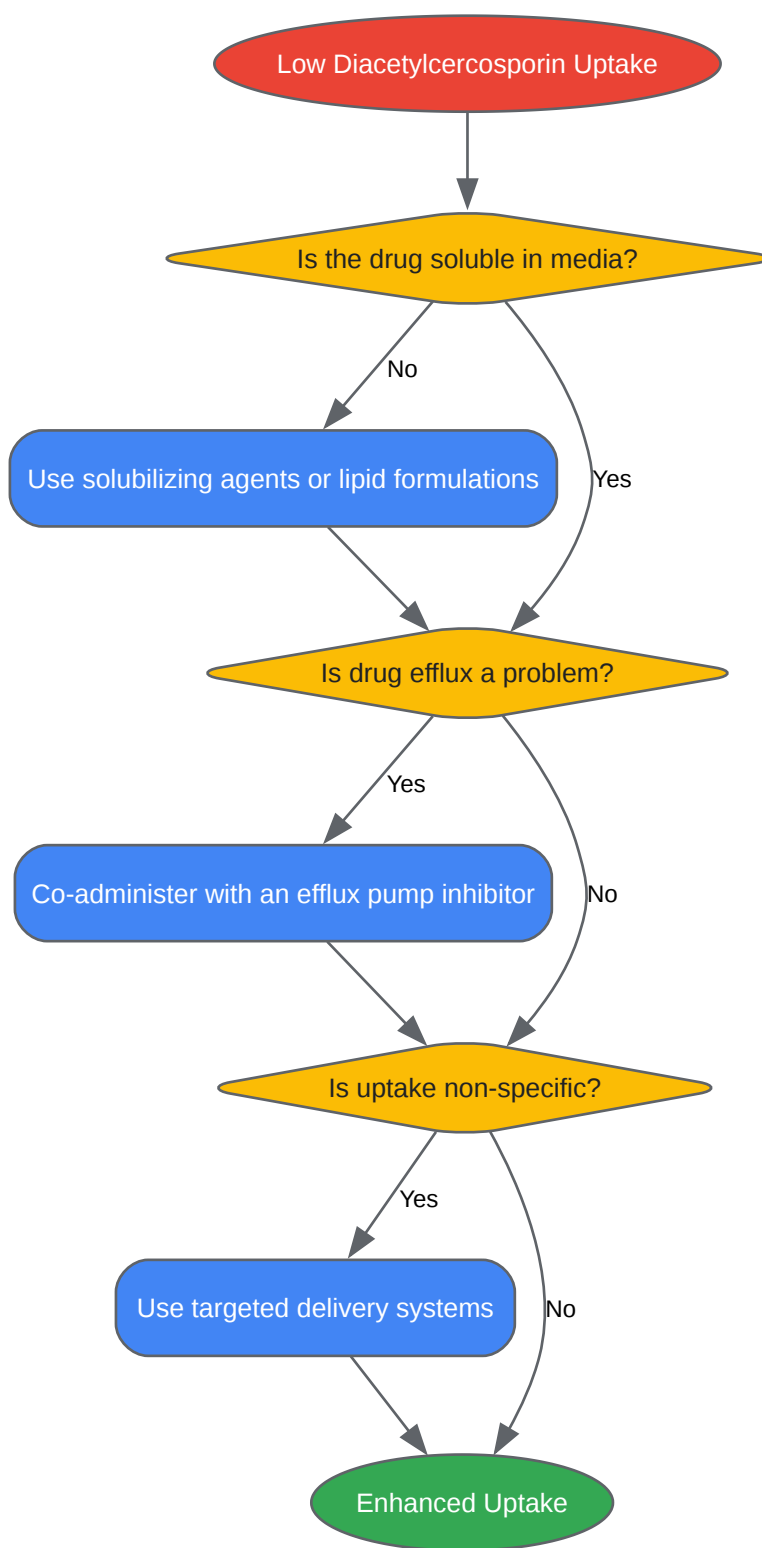 Low Diacetylcercosporin Uptake
Is the drug soluble in media?
No
Use solubilizing agents or lipid formulations
Yes
Is drug efflux a problem?
Yes
Co-administer with an efflux pump inhibitor
No
Is uptake non-specific?
Yes
Use targeted delivery systems
No
Enhanced Uptake